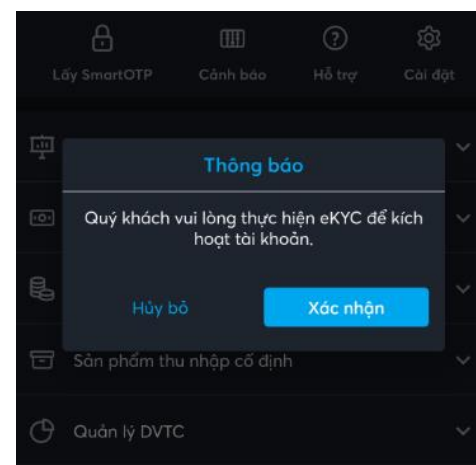 Lấy SmartOTP
Cảnh báo
Hỗ trợ
Cài đặt
Thông báo
Quý khách vui lòng thực hiện eKYC để kích
hoạt tài khoản.
Hủy bỏ
Xác nhận
Sản phẩm thu nhập cố định
Quản lý DVTC